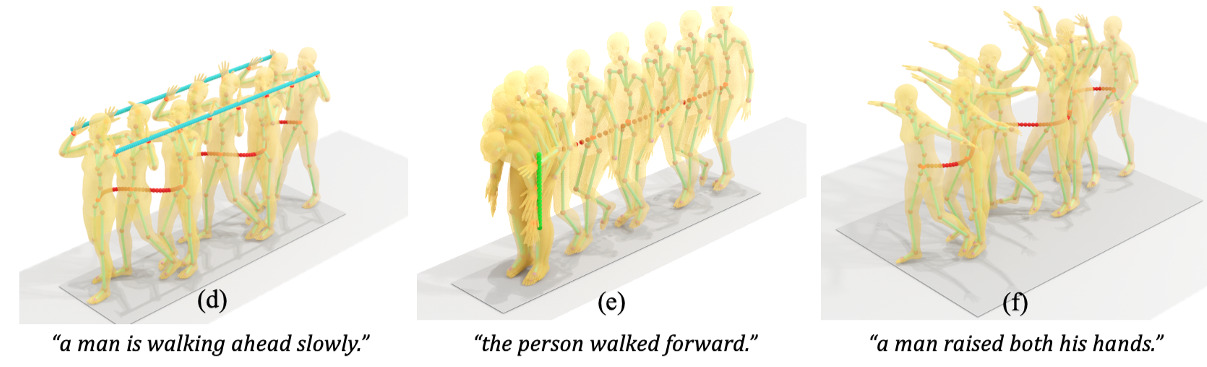 (d)
(e)
(f)
“a man is walking ahead slowly.”
“the person walked forward.”
“a man raised both his hands.”